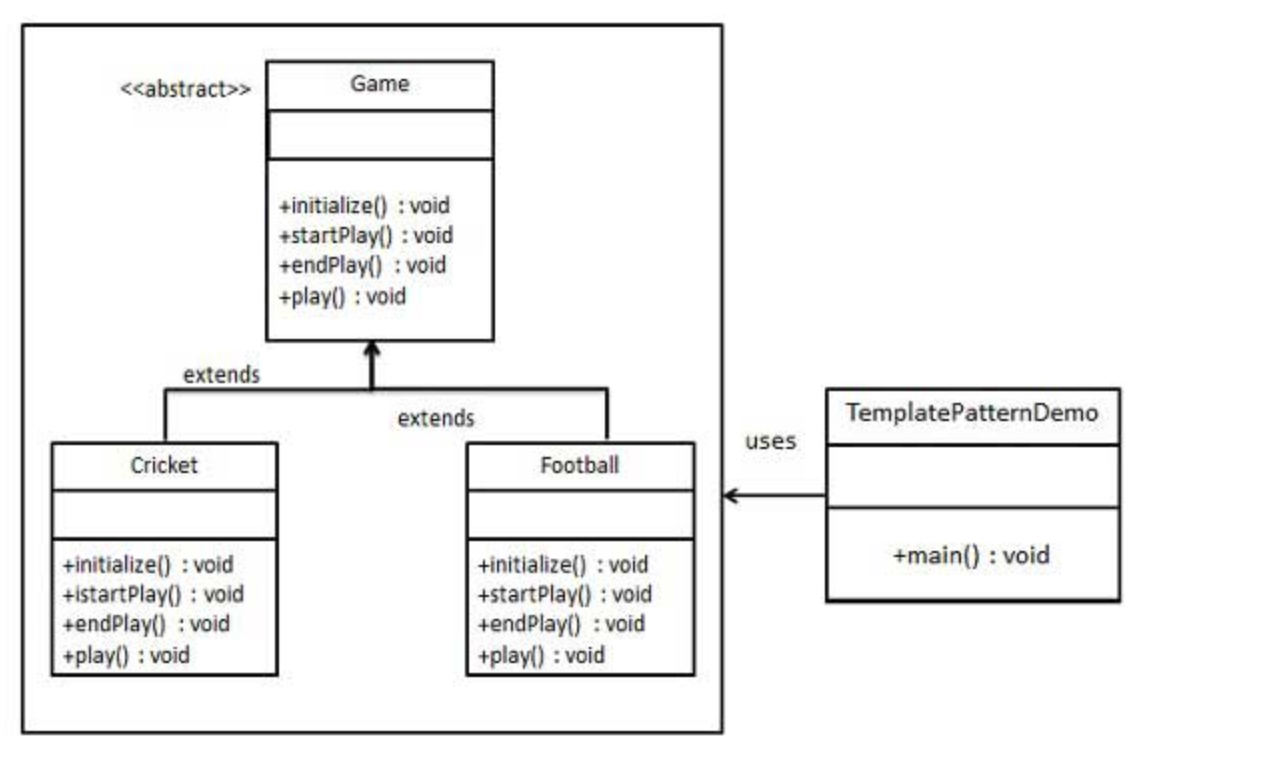 <<abstract>>
Game
+initialize() : void
+startPlay() : void
+endPlay() : void
+play() : void
extends
extends
Cricket
+initialize() : void
+istartPlay() : void
+endPlay() : void
+play() : void
Football
+initialize() : void
+startPlay() : void
+endPlay() : void
+play() : void
uses
TemplatePatternDemo
+main() : void